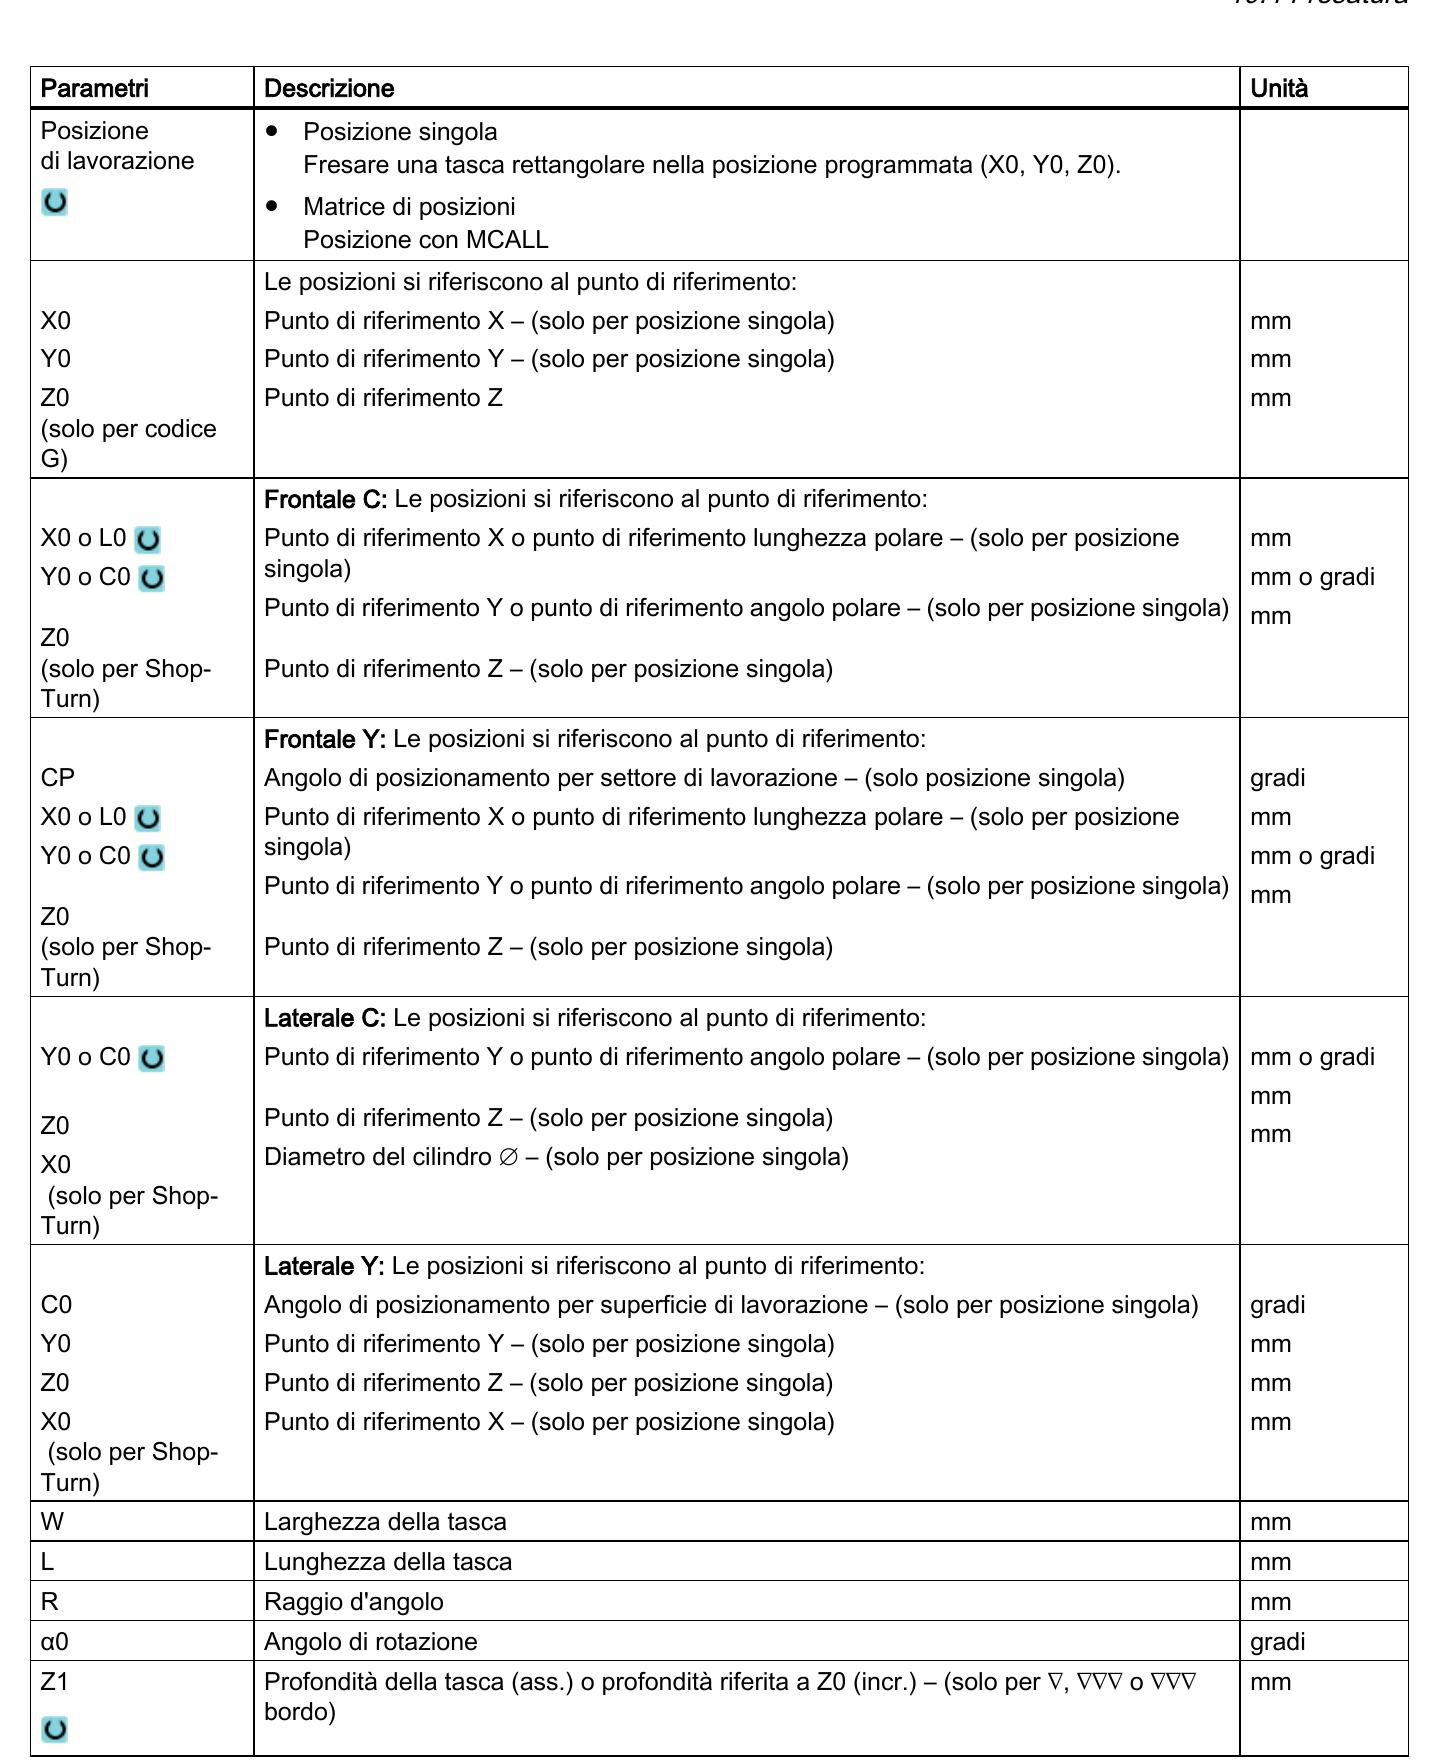 Parametri Descrizione Unità
Posizione
di lavorazione
• Posizione singola
Fresare una tasca rettangolare nella posizione programmata (X0, Y0, Z0).
• Matrice di posizioni
Posizione con MCALL
Le posizioni si riferiscono al punto di riferimento:
X0 Punto di riferimento X – (solo per posizione singola) mm
Y0 Punto di riferimento Y – (solo per posizione singola) mm
Z0 Punto di riferimento Z mm
(solo per codice
G)
Frontale C: Le posizioni si riferiscono al punto di riferimento:
X0 o L0 Punto di riferimento X o punto di riferimento lunghezza polare – (solo per posizione mm
singola)
Y0 o C0 mm o gradi
Punto di riferimento Y o punto di riferimento angolo polare – (solo per posizione singola) mm
Z0
(solo per Shop- Punto di riferimento Z – (solo per posizione singola)
Turn)
Frontale Y: Le posizioni si riferiscono al punto di riferimento:
CP Angolo di posizionamento per settore di lavorazione – (solo posizione singola) gradi
X0 o L0 Punto di riferimento X o punto di riferimento lunghezza polare – (solo per posizione mm
singola)
Y0 o C0 mm o gradi
Punto di riferimento Y o punto di riferimento angolo polare – (solo per posizione singola) mm
Z0
(solo per Shop- Punto di riferimento Z – (solo per posizione singola)
Turn)
Laterale C: Le posizioni si riferiscono al punto di riferimento:
Y0 o C0 Punto di riferimento Y o punto di riferimento angolo polare – (solo per posizione singola) mm o gradi
mm
Z0 Punto di riferimento Z – (solo per posizione singola) mm
X0 Diametro del cilindro ∅ – (solo per posizione singola)
(solo per Shop-
Turn)
Laterale Y: Le posizioni si riferiscono al punto di riferimento:
C0 Angolo di posizionamento per superficie di lavorazione – (solo per posizione singola) gradi
Y0 Punto di riferimento Y – (solo per posizione singola) mm
Z0 Punto di riferimento Z – (solo per posizione singola) mm
X0 Punto di riferimento X – (solo per posizione singola) mm
(solo per Shop-
Turn)
W Larghezza della tasca mm
L Lunghezza della tasca mm
R Raggio d'angolo mm
α0 Angolo di rotazione gradi
Z1 Profondità della tasca (ass.) o profondità riferita a Z0 (incr.) – (solo per ∇, ∇∇∇ o ∇∇∇ mm
bordo)